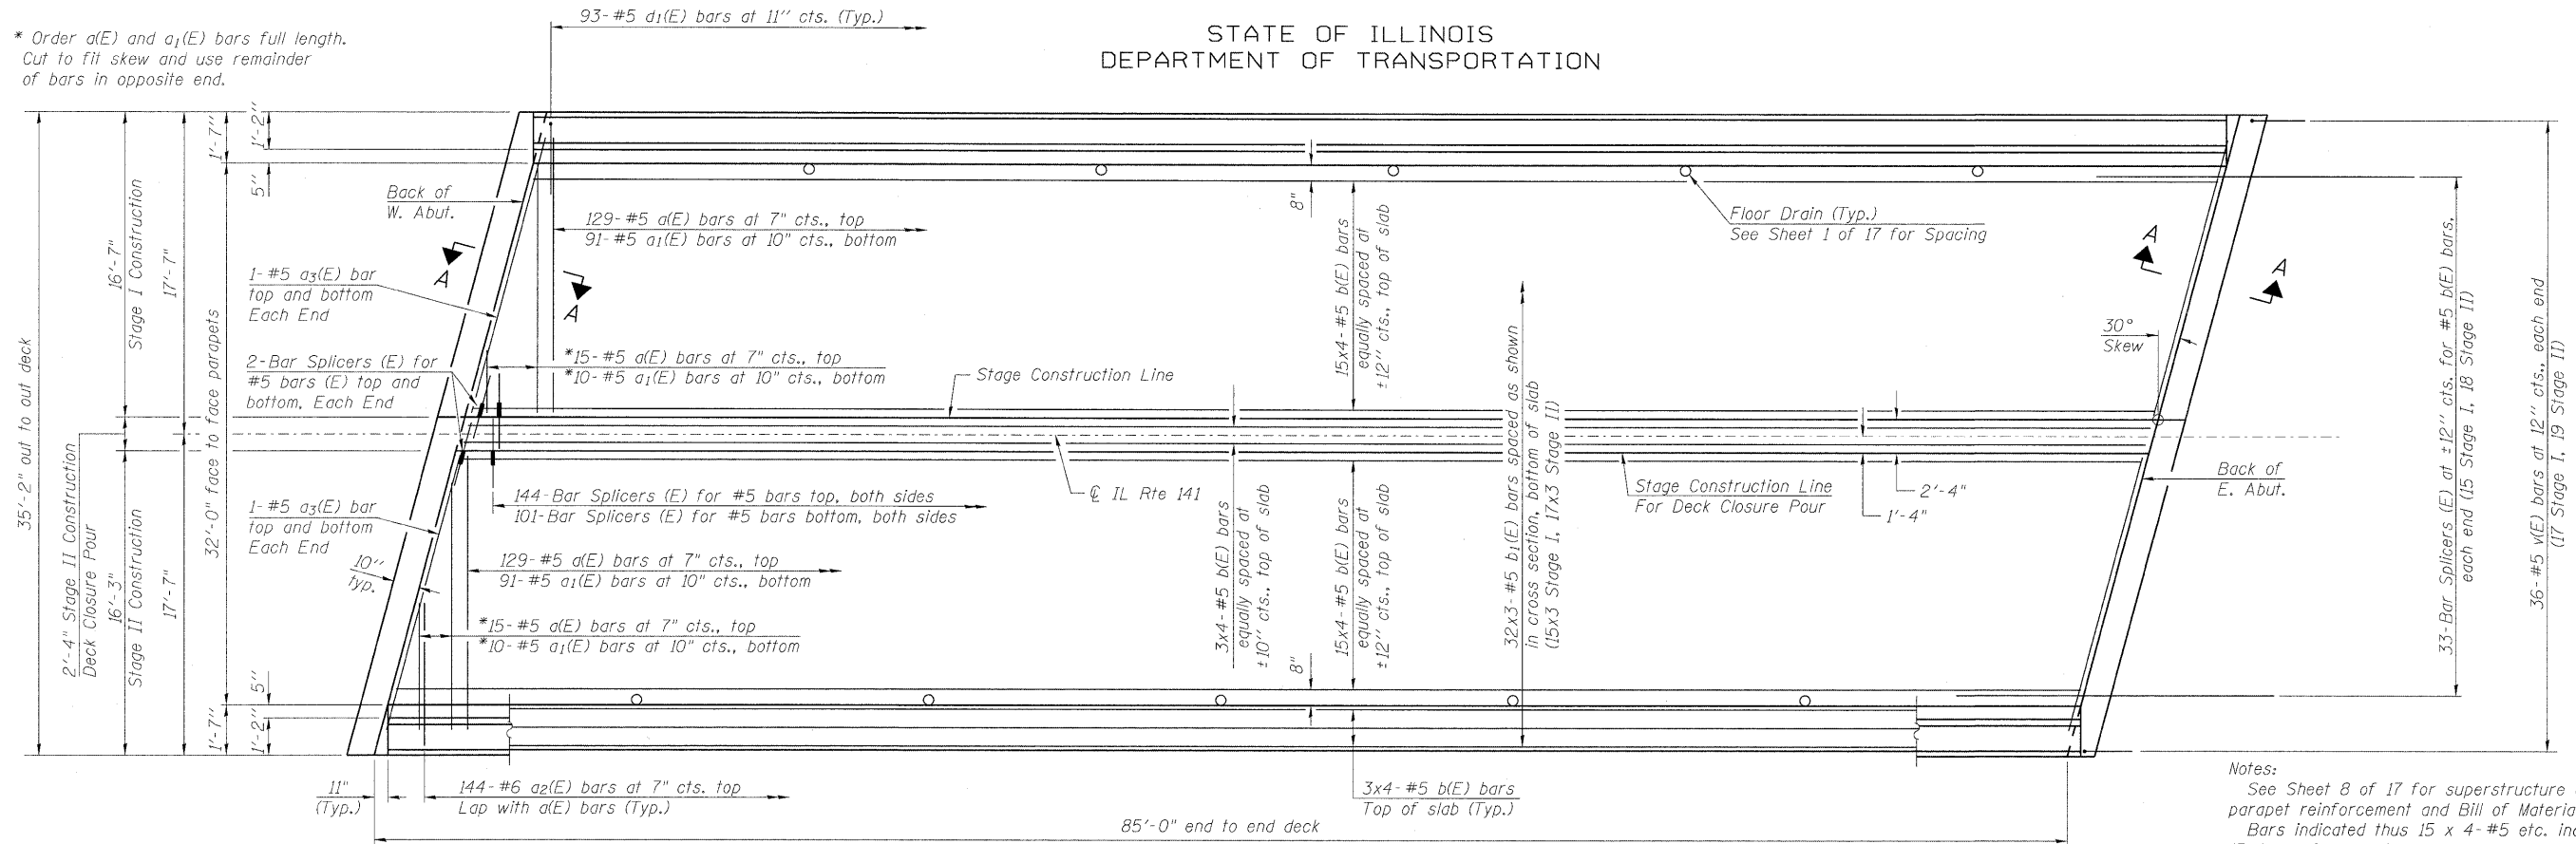 STATE OF ILLINOIS
DEPARTMENT OF TRANSPORTATION
* Order a(E) and a1(E) bars full length.
Cut to fit skew and use remainder
of bars in opposite end.
93-#5 d1(E) bars at 11" cts. (Typ.)
35'-2" out to out deck
16'-7"
Stage I Construction
17'-7"
1'-7"
1'-2"
5"
32'-0" face to face parapets
2'-4" Stage II Construction
Deck Closure Pour
16'-3"
Stage II Construction
17'-7"
5"
1'-7"
1'-2"
Back of
W. Abut.
A
A
129-#5 a(E) bars at 7" cts., top
91-#5 a1(E) bars at 10" cts., bottom
1-#5 a3(E) bar
top and bottom
Each End
2-Bar Splicers (E) for
#5 bars (E) top and
bottom, Each End
*15-#5 a(E) bars at 7" cts., top
*10-#5 a1(E) bars at 10" cts., bottom
Stage Construction Line
1-#5 a3(E) bar
top and bottom
Each End
10"
typ.
144-Bar Splicers (E) for #5 bars top, both sides
101-Bar Splicers (E) for #5 bars bottom, both sides
129-#5 a(E) bars at 7" cts., top
91-#5 a1(E) bars at 10" cts., bottom
*15-#5 a(E) bars at 7" cts., top
*10-#5 a1(E) bars at 10" cts., bottom
℄ IL Rte 141
8"
15x4-#5 b(E) bars
equally spaced at
±12" cts., top of slab
3x4-#5 b(E) bars
equally spaced at
±10" cts., top of slab
8"
15x4-#5 b(E) bars
equally spaced at
±12" cts., top of slab
32x3-#5 b1(E) bars spaced as shown
in cross section, bottom of slab
(15x3 Stage I, 17x3 Stage II)
Floor Drain (Typ.)
See Sheet 1 of 17 for Spacing
Stage Construction Line
For Deck Closure Pour
2'-4"
1'-4"
A
A
30°
Skew
Back of
E. Abut.
33-Bar Splicers (E) at ±12" cts. for #5 b(E) bars,
each end (15 Stage I, 18 Stage II)
36-#5 v(E) bars at 12" cts., each end
(17 Stage I, 19 Stage II)
11"
(Typ.)
144-#6 a2(E) bars at 7" cts. top
Lap with a(E) bars (Typ.)
3x4-#5 b(E) bars
Top of slab (Typ.)
85'-0" end to end deck
Notes:
See Sheet 8 of 17 for superstructure
parapet reinforcement and Bill of Materia
Bars indicated thus 15 x 4-#5 etc. in